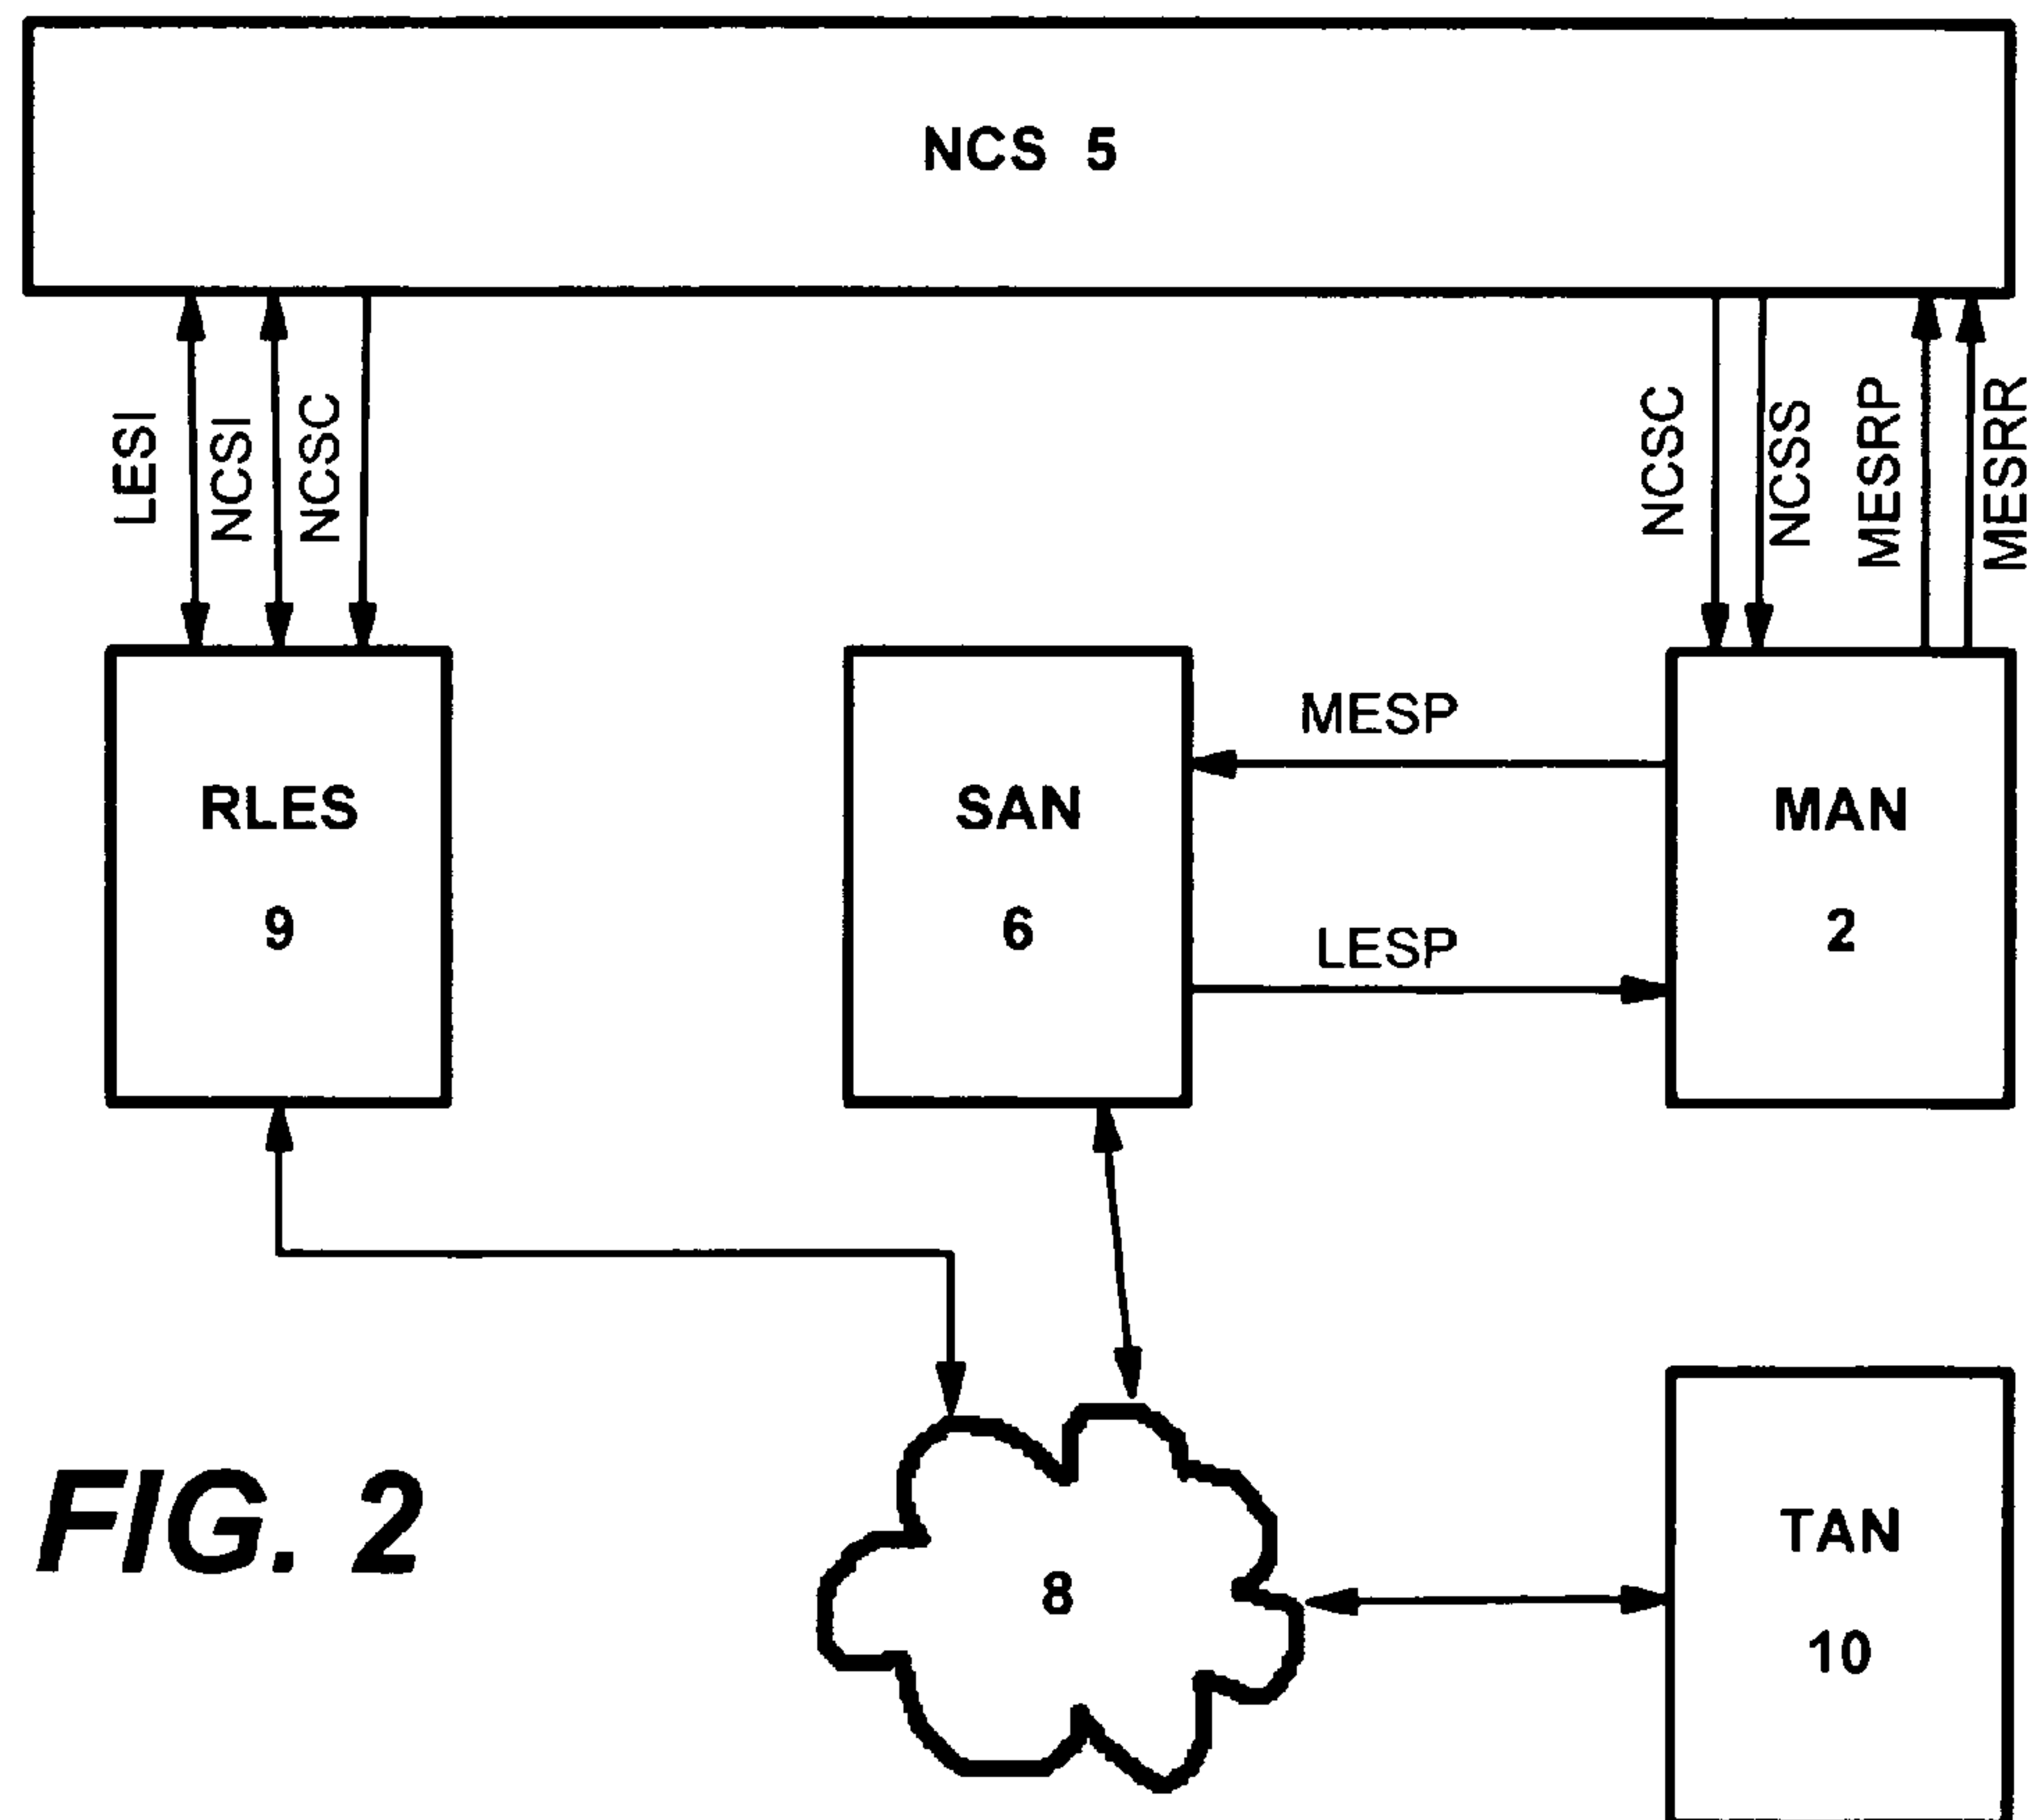 NCS 5
LESI
NCSI
NCSC
NCSC
NCSS
MESRP
MESRR
MESP
RLES
9
SAN
6
MAN
2
LESP
FIG. 2
8
TAN
10